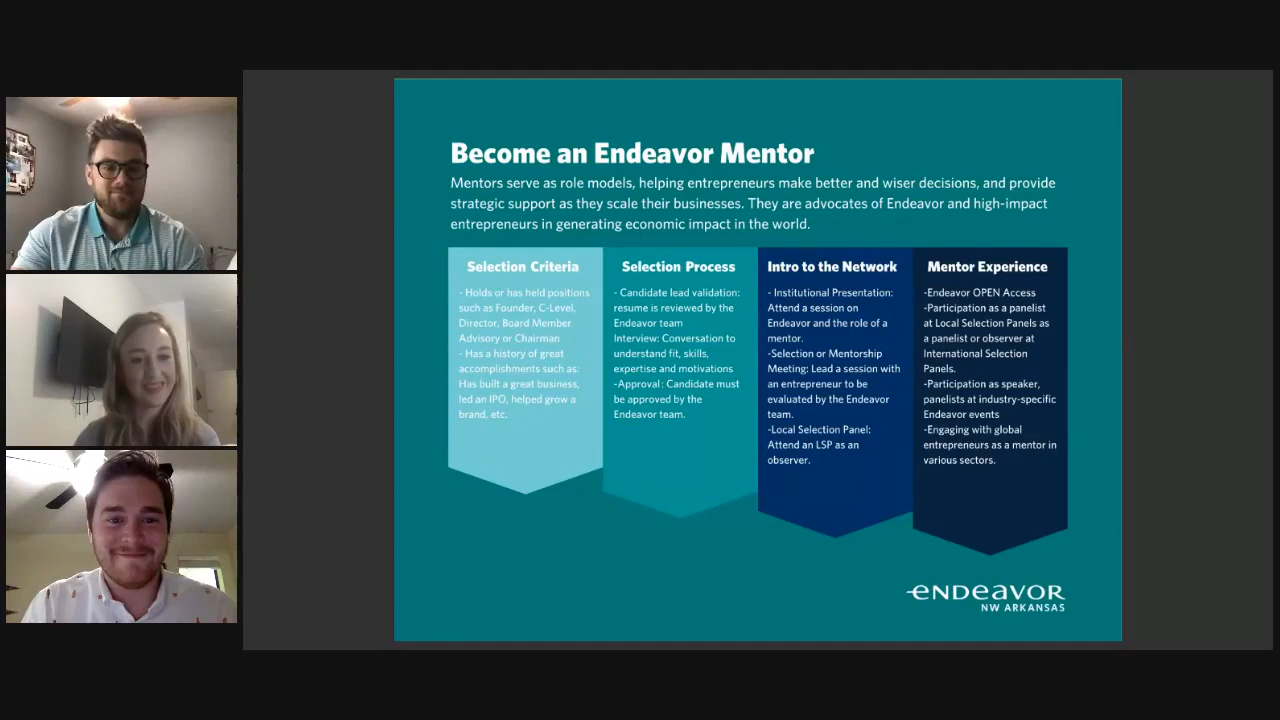 Become an Endeavor Mentor
Mentors serve as role models, helping entrepreneurs make better and wiser decisions, and provide
strategic support as they scale their businesses. They are advocates of Endeavor and high-impact
entrepreneurs in generating economic impact in the world.
Selection Criteria
- Holds or has held positions
such as Founder, C-Level,
Director, Board Member
Advisory or Chairman
- Has a history of great
accomplishments such as:
Has built a great business,
led an IPO, helped grow a
brand, etc.
Selection Process
- Candidate lead validation:
resume is reviewed by the
Endeavor team
Interview: Conversation to
understand fit, skills,
expertise and motivations
-Approval: Candidate must
be approved by the
Endeavor team.
Intro to the Network
- Institutional Presentation:
Attend a session on
Endeavor and the role of a
mentor.
-Selection or Mentorship
Meeting: Lead a session with
an entrepreneur to be
evaluated by the Endeavor
team.
-Local Selection Panel:
Attend an LSP as an
observer.
Mentor Experience
-Endeavor OPEN Access
-Participation as a panelist
at Local Selection Panels as
a panelist or observer at
International Selection
Panels.
-Participation as speaker,
panelists at industry-specific
Endeavor events
-Engaging with global
entrepreneurs as a mentor in
various sectors.
eNDeaVOR
NW ARKANSAS